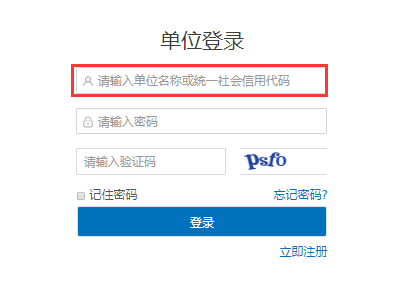 单位登录
请输入单位名称或统一社会信用代码
请输入密码
请输入验证码 psfo
记住密码 忘记密码?
登录
立即注册